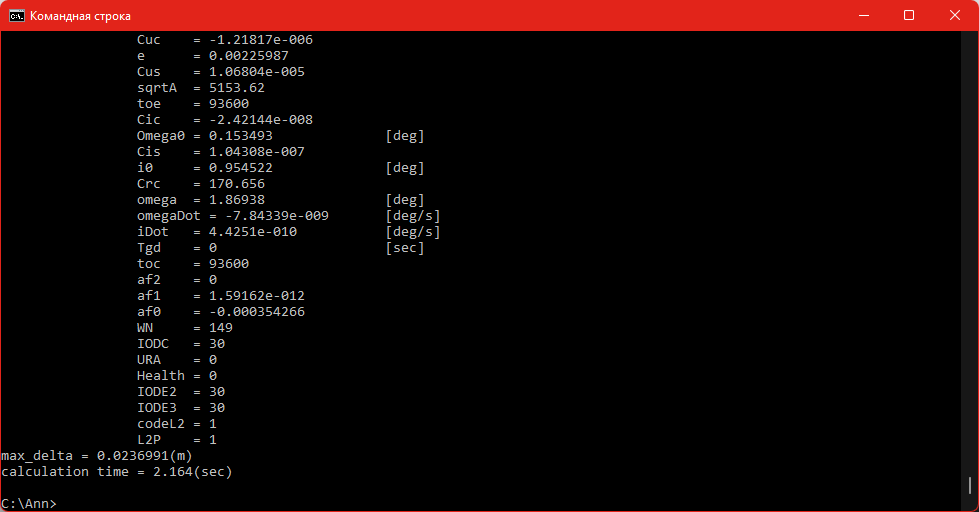 Командная строка
Cuc = -1.21817e-006
e = 0.00225987
Cus = 1.06804e-005
sqrtA = 5153.62
toe = 93600
Cic = -2.42144e-008
Omega0 = 0.153493 [deg]
Cis = 1.04308e-007
i0 = 0.954522 [deg]
Crc = 170.656
omega = 1.86938 [deg]
omegaDot = -7.84339e-009 [deg/s]
iDot = 4.4251e-010 [deg/s]
Tgd = 0 [sec]
toc = 93600
af2 = 0
af1 = 1.59162e-012
af0 = -0.000354266
WN = 149
IODC = 30
URA = 0
Health = 0
IODE2 = 30
IODE3 = 30
codeL2 = 1
L2P = 1
max_delta = 0.0236991(m)
calculation time = 2.164(sec)
C:\Ann>